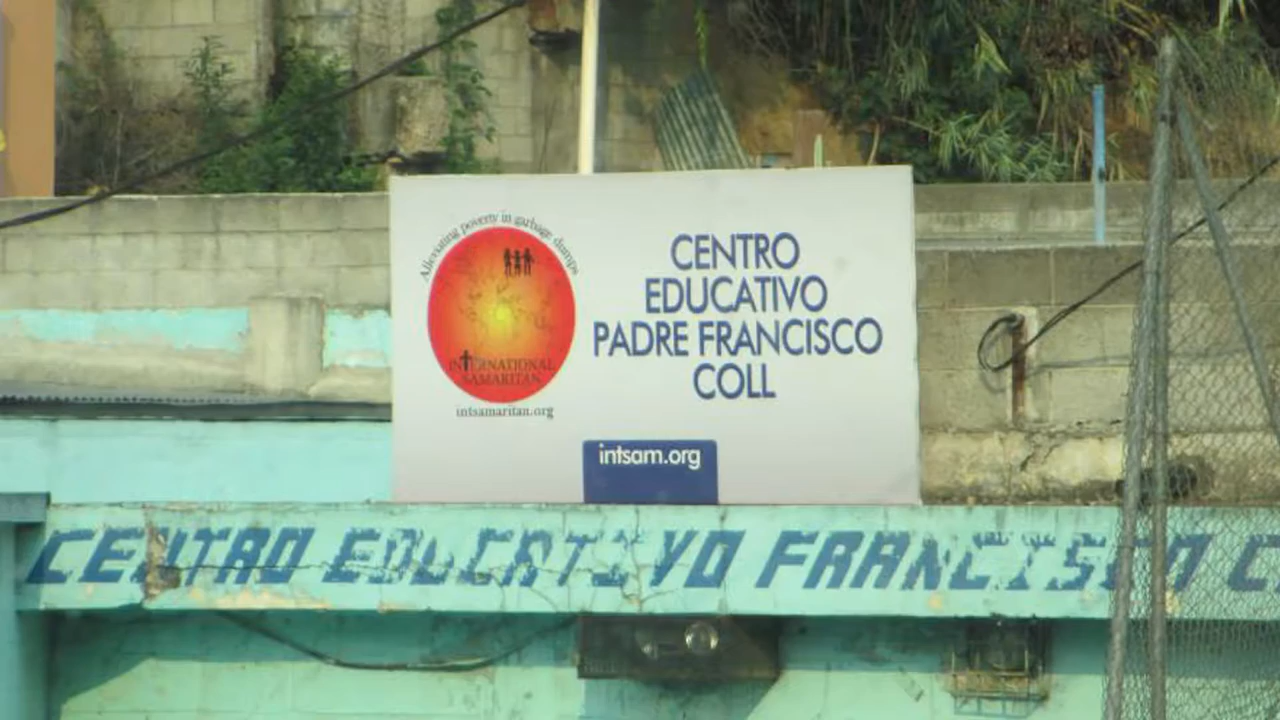 Alleviating poverty in garbage dumps
INTERNATIONAL
SAMARITAN
intsamaritan.org
CENTRO
EDUCATIVO
PADRE FRANCISCO
COLL
intsam.org
CENTRO EDUCATIVO FRANCISCO C